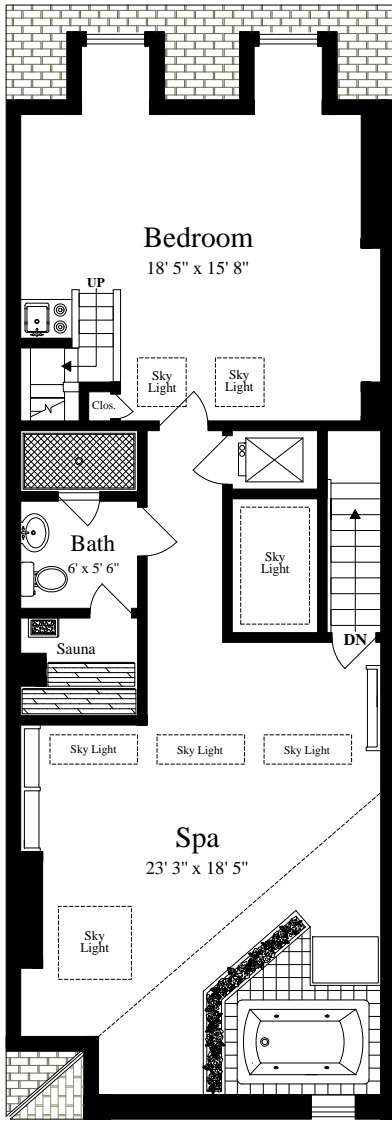 Bedroom
18' 5" x 15' 8"
UP
Sky
Light
Sky
Light
Clos.
Bath
6' x 5' 6"
Sky
Light
Sauna
DN
Sky Light
Sky Light
Sky Light
Spa
23' 3" x 18' 5"
Sky
Light